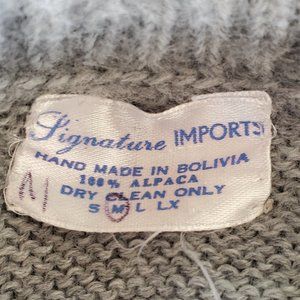 Signature IMPORTS
HAND MADE IN BOLIVIA
100% ALPACA
DRY CLEAN ONLY
S M L LX